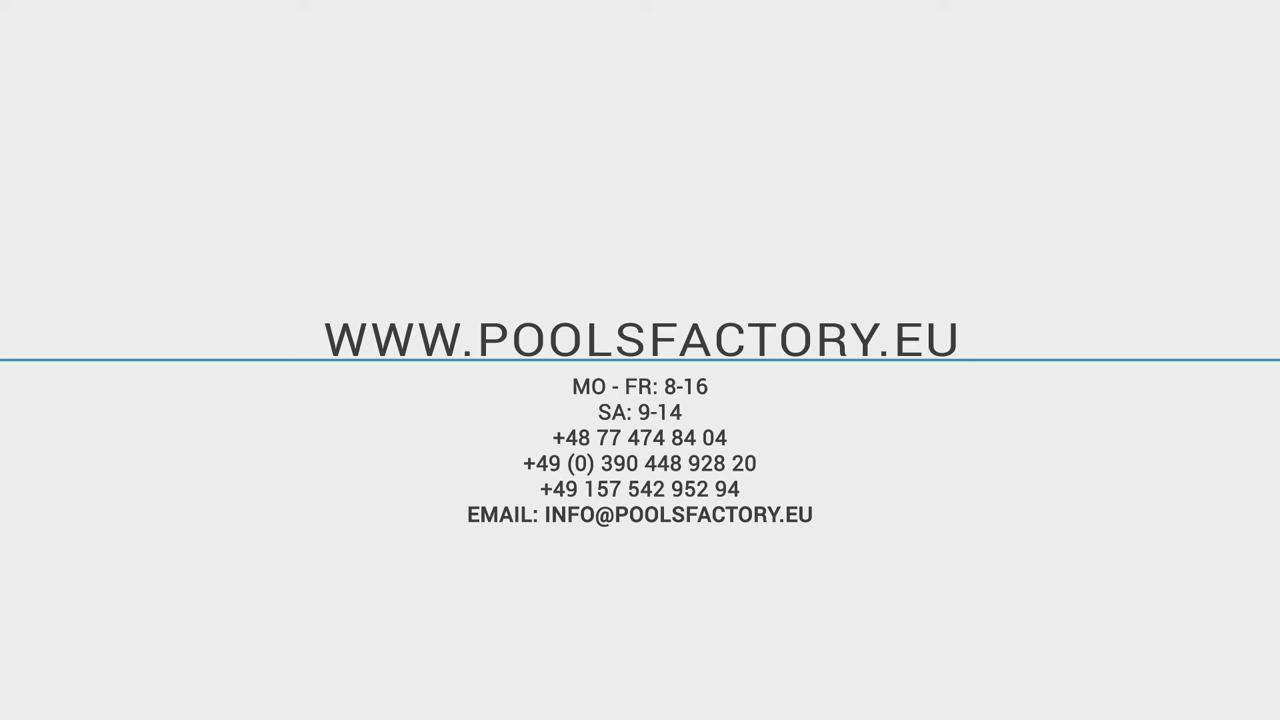 WWW.POOLSFACTORY.EU
MO - FR: 8-16
SA: 9-14
+48 77 474 84 04
+49 (0) 390 448 928 20
+49 157 542 952 94
EMAIL: INFO@POOLSFACTORY.EU